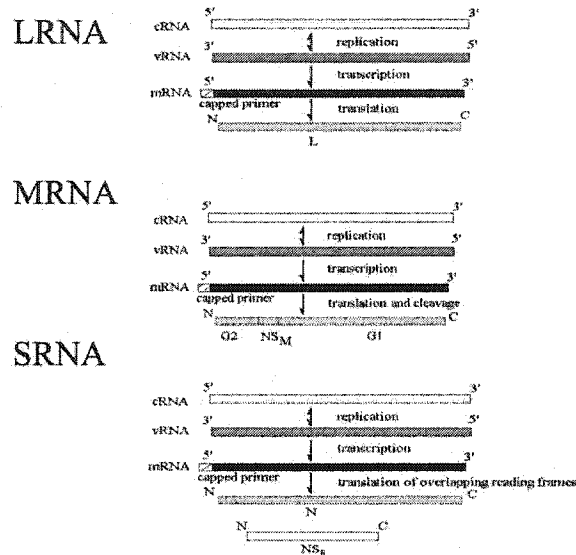 LRNA
5' 3'
cRNA
replication
3' 5'
vRNA
transcription
5' 3'
mRNA
capped primer
translation
N C
L
MRNA
5' 3'
cRNA
replication
3' 5'
vRNA
transcription
5' 3'
mRNA
capped primer
translation and cleavage
N C
G2 NSM G1
SRNA
5' 3'
cRNA
replication
3' 5'
vRNA
transcription
5' 3'
mRNA
capped primer
translation of overlapping reading frames
N C
N
N C
NSs